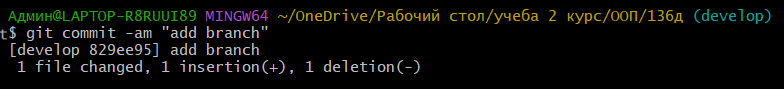 Админ@LAPTOP-R8RUUI89 MINGW64 ~/OneDrive/Рабочий стол/учеба 2 курс/ООП/136д (develop)
$ git commit -am "add branch"
[develop 829ee95] add branch
1 file changed, 1 insertion(+), 1 deletion(-)